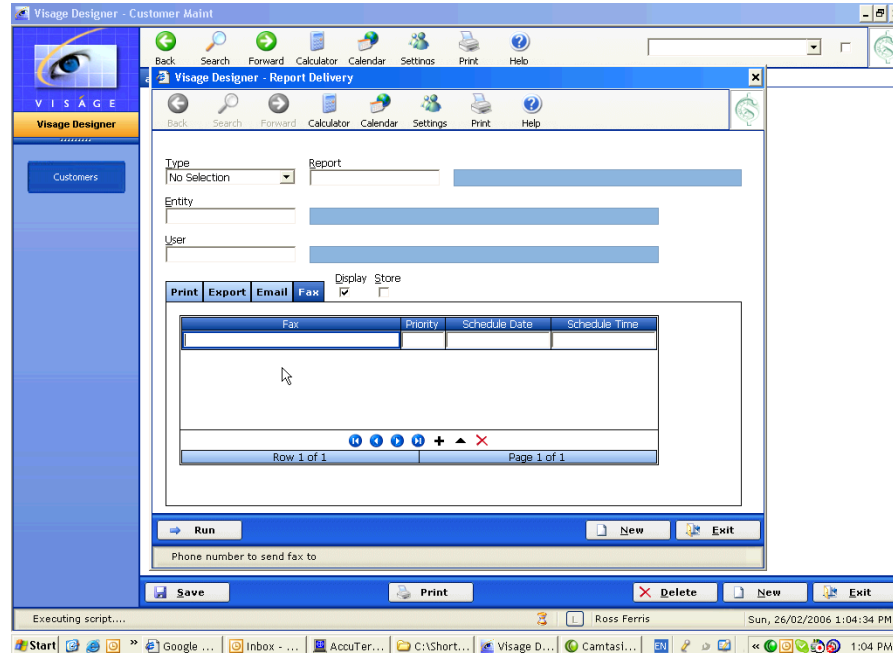 Visage Designer - Customer Maint
Back Search Forward Calculator Calendar Settings Print Help
Visage Designer - Report Delivery
VISÁGE
Back Search Forward Calculator Calendar Settings Print Help
Visage Designer
Type Report
No Selection
Customers
Entity
User
Display Store
Print Export Email Fax
Fax Priority Schedule Date Schedule Time
Row 1 of 1 Page 1 of 1
Run New Exit
Phone number to send fax to
Save Print Delete New Exit
Executing script.... L Ross Ferris Sun, 26/02/2006 1:04:34 PM
Start » Google ... Inbox - ... AccuTer... C:\Short... Visage D... Camtasi... EN « 1:04 PM